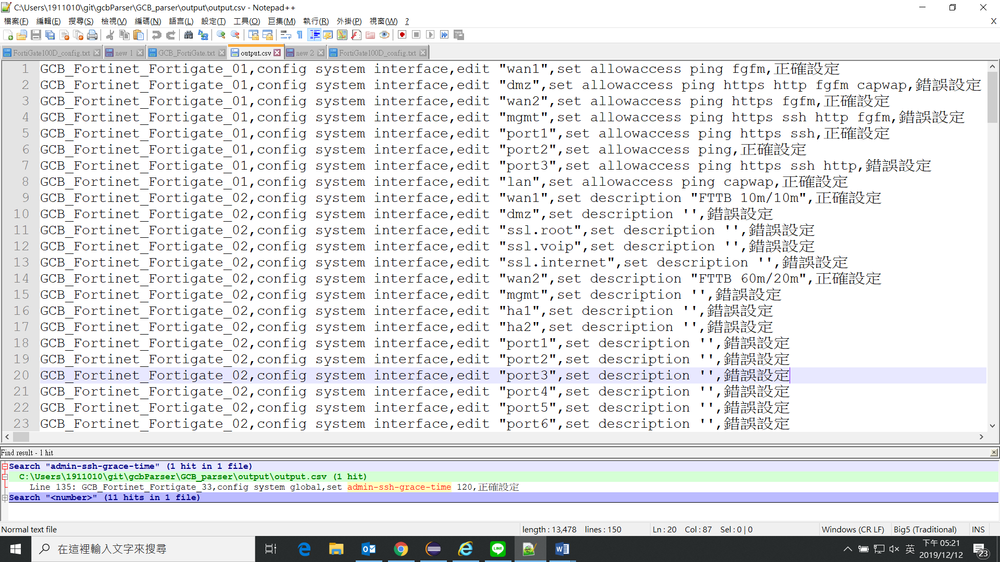 C:\Users\1911010\git\gcbParser\GCB_parser\output\output.csv - Notepad++
檔案(F) 編輯(E) 搜尋(S) 檢視(V) 編碼(N) 語言(L) 設定(T) 工具(O) 巨集(M) 執行(R) 外掛(P) 視窗(W) ? X
FortiGate100D_config.txt new 1 GCB_FortiGate.txt output.csv new 2 FortiGate100D_config.txt
1 GCB_Fortinet_Fortigate_01,config system interface,edit "wan1",set allowaccess ping fgfm,正確設定
2 GCB_Fortinet_Fortigate_01,config system interface,edit "dmz",set allowaccess ping https http fgfm capwap,錯誤設定
3 GCB_Fortinet_Fortigate_01,config system interface,edit "wan2",set allowaccess ping https fgfm,正確設定
4 GCB_Fortinet_Fortigate_01,config system interface,edit "mgmt",set allowaccess ping https ssh http fgfm,錯誤設定
5 GCB_Fortinet_Fortigate_01,config system interface,edit "port1",set allowaccess ping https ssh,正確設定
6 GCB_Fortinet_Fortigate_01,config system interface,edit "port2",set allowaccess ping,正確設定
7 GCB_Fortinet_Fortigate_01,config system interface,edit "port3",set allowaccess ping https ssh http,錯誤設定
8 GCB_Fortinet_Fortigate_01,config system interface,edit "lan",set allowaccess ping capwap,正確設定
9 GCB_Fortinet_Fortigate_02,config system interface,edit "wan1",set description "FTTB 10m/10m",正確設定
10 GCB_Fortinet_Fortigate_02,config system interface,edit "dmz",set description '',錯誤設定
11 GCB_Fortinet_Fortigate_02,config system interface,edit "ssl.root",set description '',錯誤設定
12 GCB_Fortinet_Fortigate_02,config system interface,edit "ssl.voip",set description '',錯誤設定
13 GCB_Fortinet_Fortigate_02,config system interface,edit "ssl.internet",set description '',錯誤設定
14 GCB_Fortinet_Fortigate_02,config system interface,edit "wan2",set description "FTTB 60m/20m",正確設定
15 GCB_Fortinet_Fortigate_02,config system interface,edit "mgmt",set description '',錯誤設定
16 GCB_Fortinet_Fortigate_02,config system interface,edit "ha1",set description '',錯誤設定
17 GCB_Fortinet_Fortigate_02,config system interface,edit "ha2",set description '',錯誤設定
18 GCB_Fortinet_Fortigate_02,config system interface,edit "port1",set description '',錯誤設定
19 GCB_Fortinet_Fortigate_02,config system interface,edit "port2",set description '',錯誤設定
20 GCB_Fortinet_Fortigate_02,config system interface,edit "port3",set description '',錯誤設定
21 GCB_Fortinet_Fortigate_02,config system interface,edit "port4",set description '',錯誤設定
22 GCB_Fortinet_Fortigate_02,config system interface,edit "port5",set description '',錯誤設定
23 GCB_Fortinet_Fortigate_02,config system interface,edit "port6",set description '',錯誤設定
Find result - 1 hit
Search "admin-ssh-grace-time" (1 hit in 1 file)
C:\Users\1911010\git\gcbParser\GCB_parser\output\output.csv (1 hit)
Line 135: GCB_Fortinet_Fortigate_33,config system global,set admin-ssh-grace-time 120,正確設定
Search "<number>" (11 hits in 1 file)
Normal text file length : 13,478 lines : 150 Ln : 20 Col : 87 Sel : 0 | 0 Windows (CR LF) Big5 (Traditional) INS
在這裡輸入文字來搜尋 LINE 英 下午 05:21
2019/12/12 23